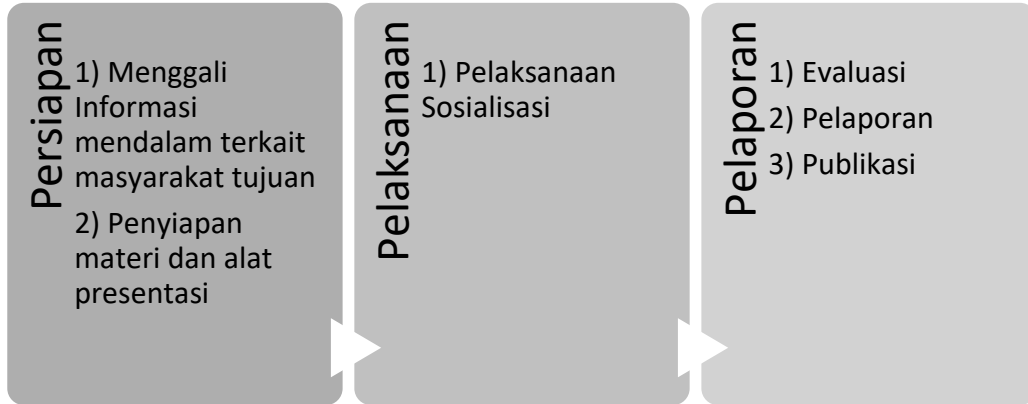 Persiapan
1) Menggali
Informasi
mendalam terkait
masyarakat tujuan
2) Penyiapan
materi dan alat
presentasi
Pelaksanaan
1) Pelaksanaan
Sosialisasi
Pelaporan
1) Evaluasi
2) Pelaporan
3) Publikasi